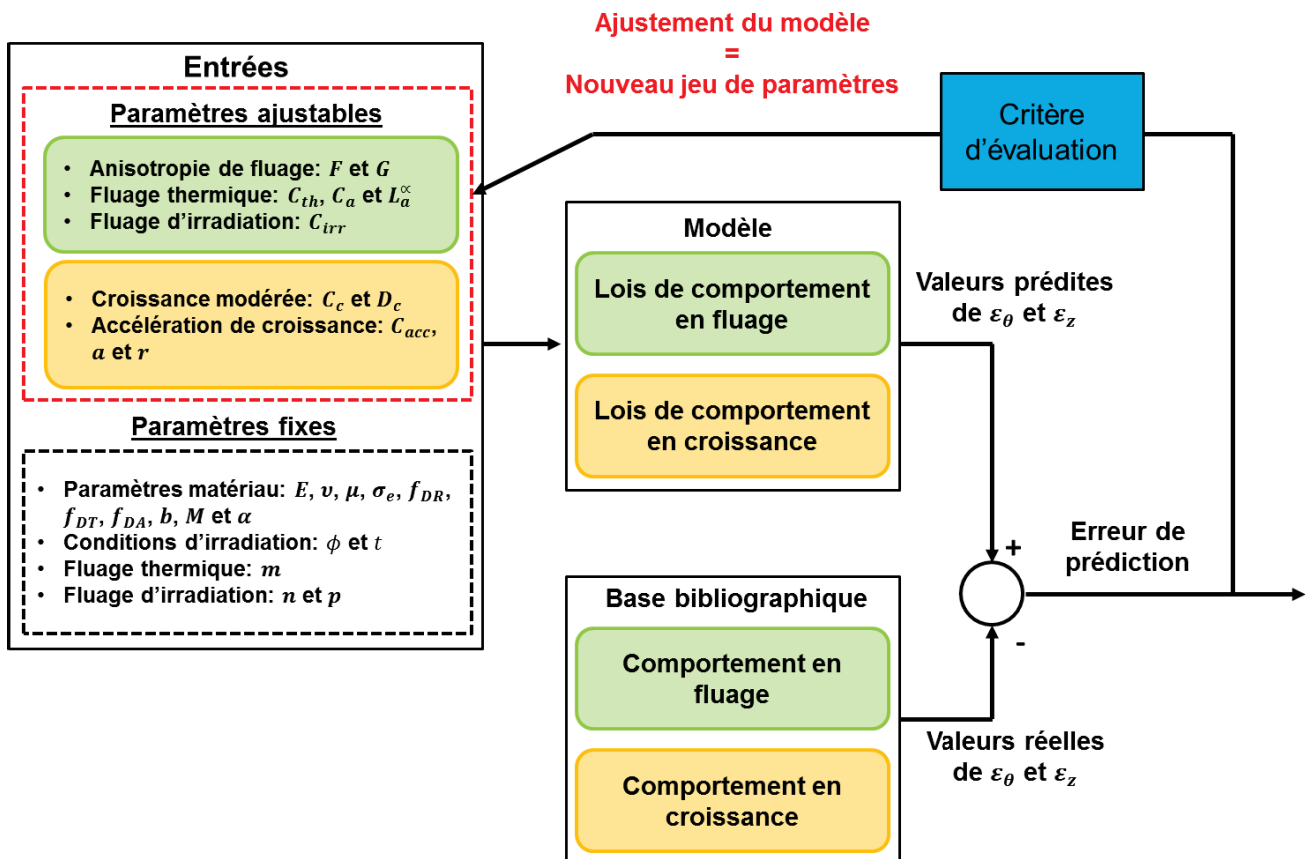 Ajustement du modèle
=
Nouveau jeu de paramètres
Entrées
Paramètres ajustables
• Anisotropie de fluage: F et G
• Fluage thermique: C_th, C_a et L_a^∝
• Fluage d'irradiation: C_irr
• Croissance modérée: C_c et D_c
• Accélération de croissance: C_acc,
a et r
Paramètres fixes
• Paramètres matériau: E, υ, μ, σ_e, f_DR,
f_DT, f_DA, b, M et α
• Conditions d'irradiation: ϕ et t
• Fluage thermique: m
• Fluage d'irradiation: n et p
Critère
d'évaluation
Modèle
Lois de comportement
en fluage
Lois de comportement
en croissance
Valeurs prédites
de ε_θ et ε_z
+
-
Erreur de
prédiction
Base bibliographique
Comportement en
fluage
Comportement en
croissance
Valeurs réelles
de ε_θ et ε_z